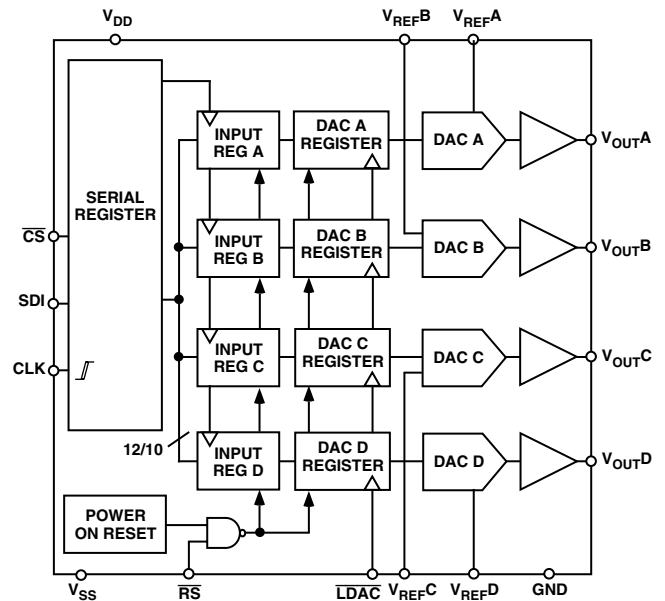 VDD VREFB VREFA
SERIAL
REGISTER
INPUT
REG A
DAC A
REGISTER
DAC A
VOUTA
CS
INPUT
REG B
DAC B
REGISTER
DAC B
VOUTB
SDI
CLK
INPUT
REG C
DAC C
REGISTER
DAC C
VOUTC
12/10
INPUT
REG D
DAC D
REGISTER
DAC D
VOUTD
POWER
ON RESET
VSS RS LDAC VREFC VREFD GND